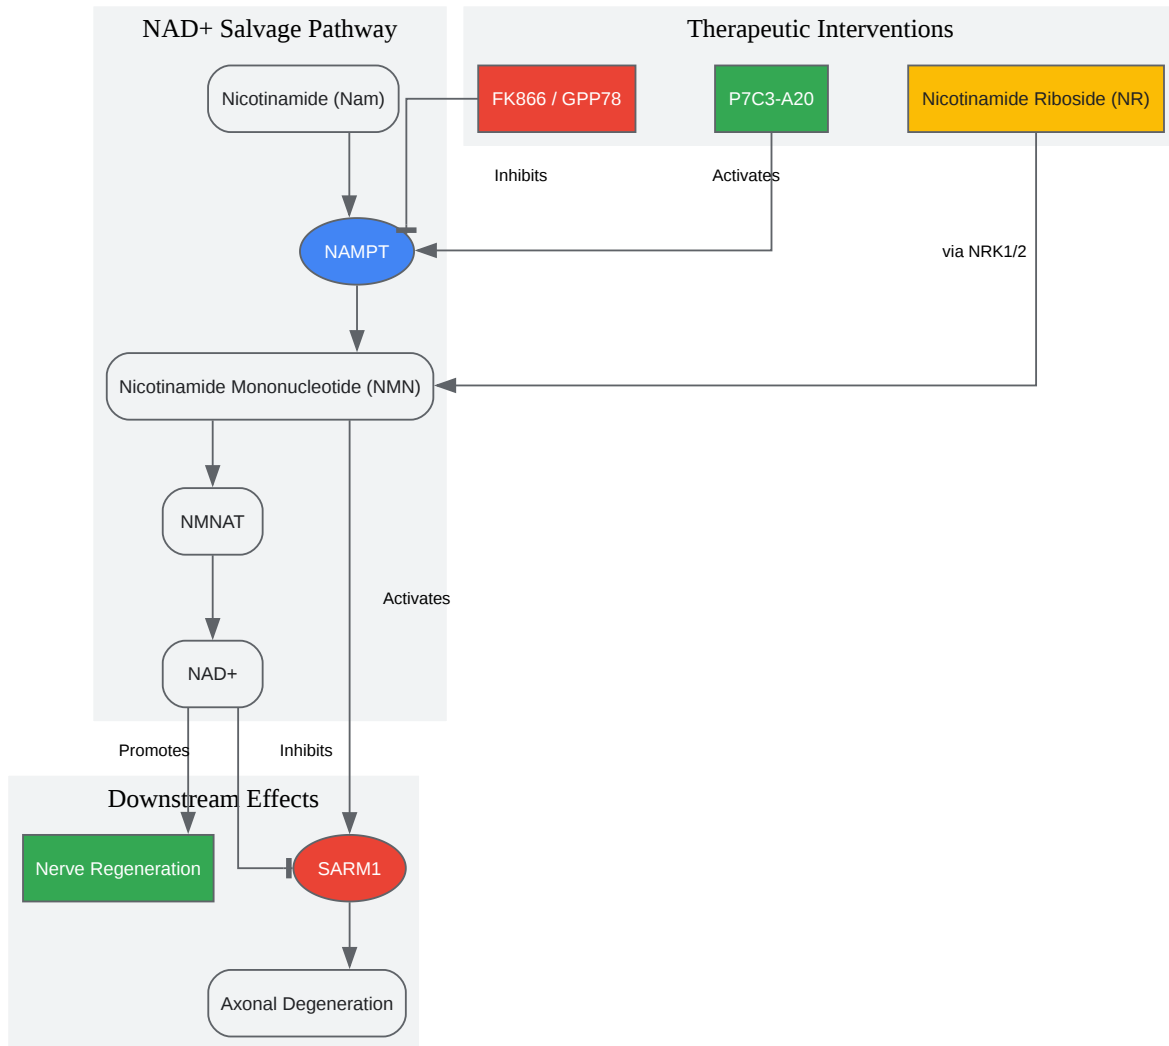 NAD+ Salvage Pathway
Therapeutic Interventions
Nicotinamide (Nam)
FK866 / GPP78
P7C3-A20
Nicotinamide Riboside (NR)
Inhibits
Activates
NAMPT
via NRK1/2
Nicotinamide Mononucleotide (NMN)
NMNAT
Activates
NAD+
Promotes
Inhibits
Downstream Effects
Nerve Regeneration
SARM1
Axonal Degeneration